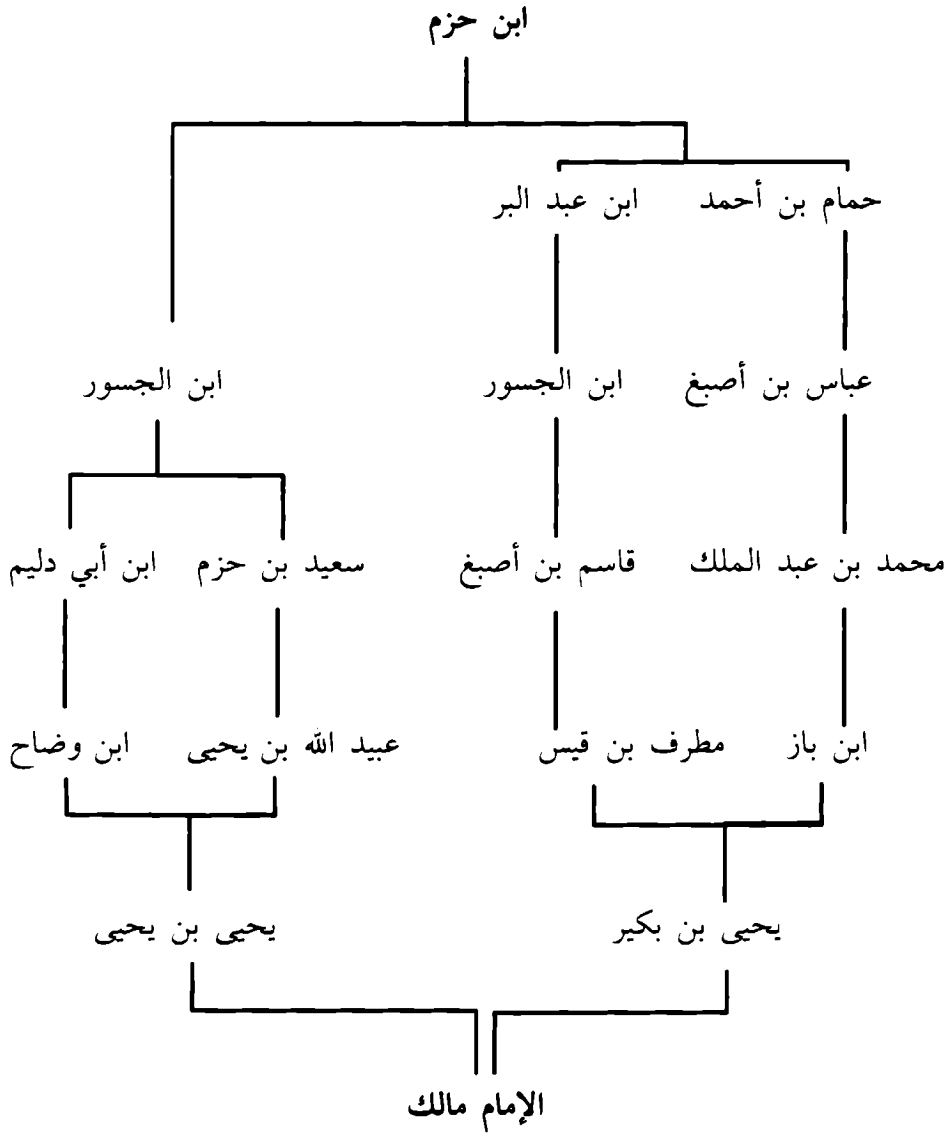 ابن حزم
حمام بن أحمد ابن عبد البر
عباس بن أصبغ ابن الجسور ابن الجسور
محمد بن عبد الملك قاسم بن أصبغ سعيد بن حزم ابن أبي دليم
ابن باز مطرف بن قيس عبيد الله بن يحيى ابن وضاح
يحيى بن بكير يحيى بن يحيى
الإمام مالك